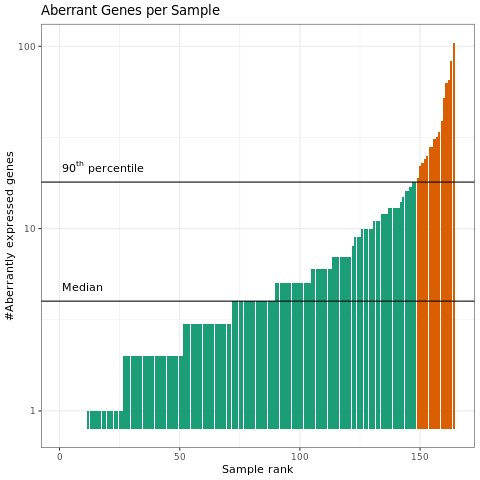 Aberrant Genes per Sample
#Aberrantly expressed genes
100
10
1
90th percentile
Median
0 50 100 150
Sample rank